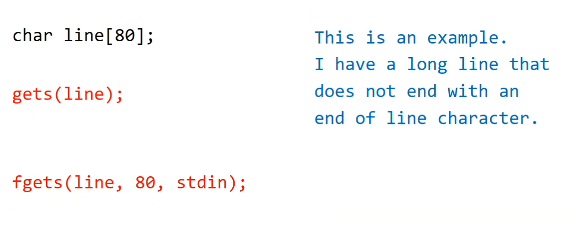 char line[80];
gets(line);
fgets(line, 80, stdin);
This is an example.
I have a long line that
does not end with an
end of line character.